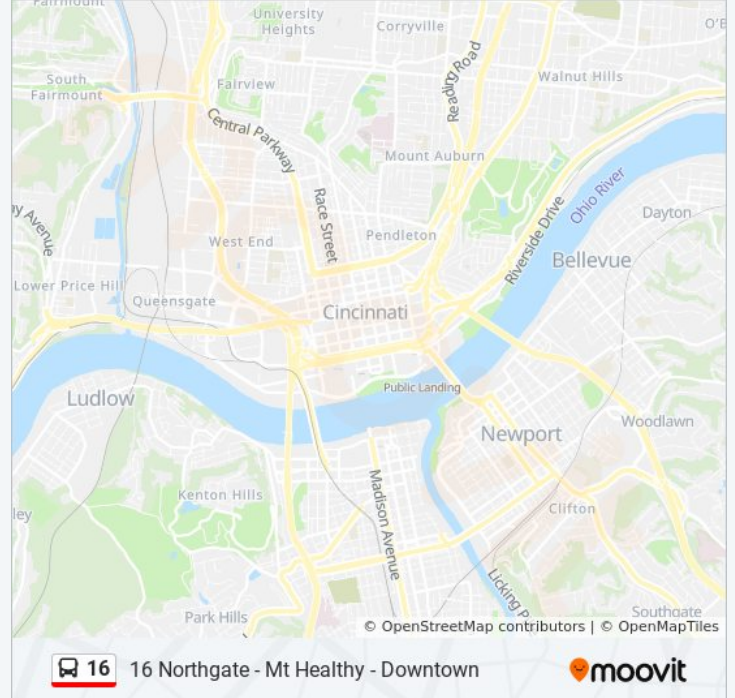 Fairmount
University
Heights
Corryville
O'B
South
Fairmount
Fairview
Reading Road
Walnut Hills
Central Parkway
Mount Auburn
Ohio River
ay Avenue
Race Street
West End
Pendleton
Riverside Drive
Dayton
Bellevue
Lower Price Hill
Queensgate
Cincinnati
Public Landing
Ludlow
Newport
Woodlawn
Kenton Hills
Madison Avenue
Clifton
ley
Licking R
Park Hills
Southgate
© OpenStreetMap contributors | © OpenMapTiles
16 16 Northgate - Mt Healthy - Downtown moovit